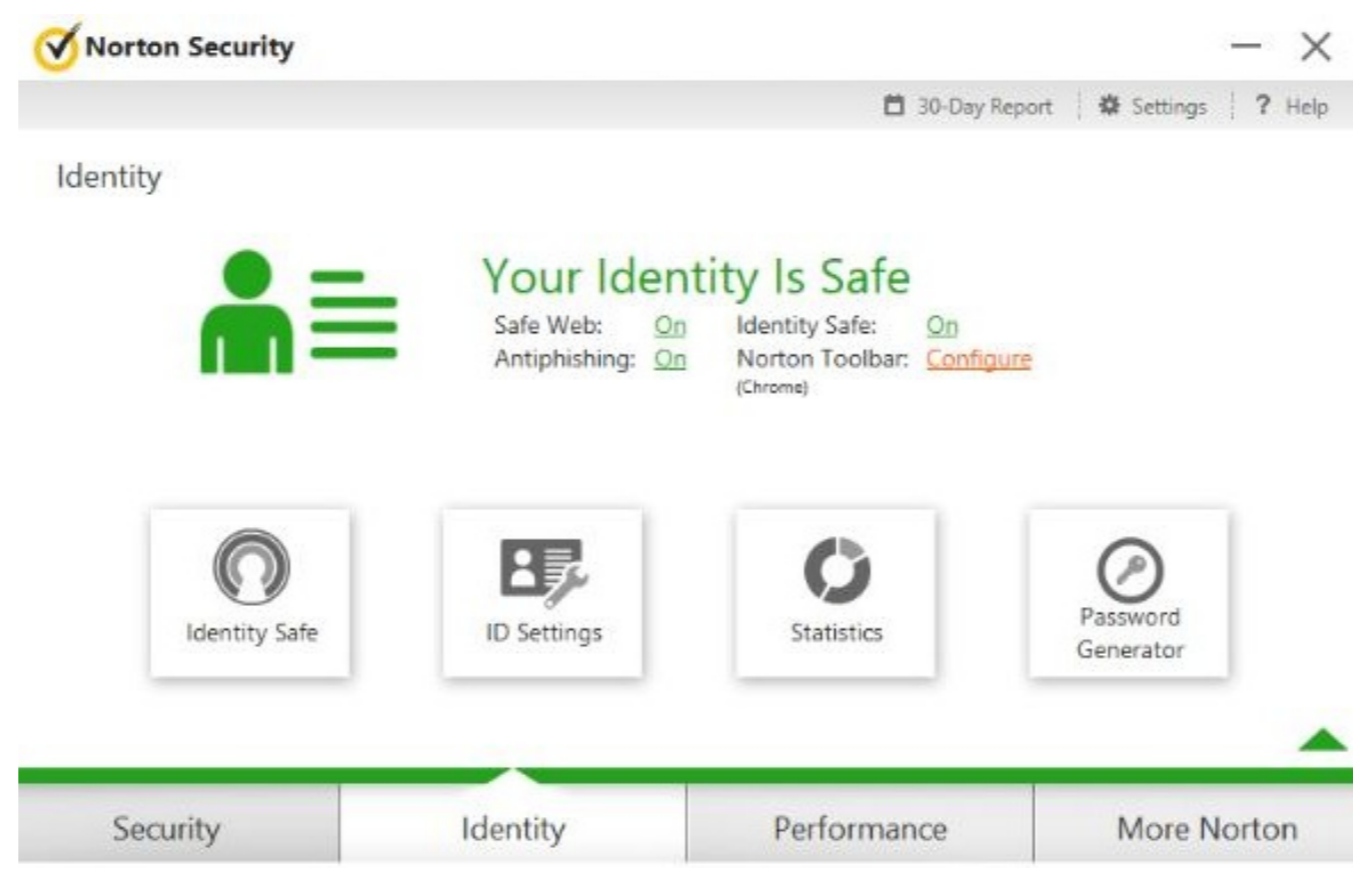 Norton Security
30-Day Report Settings ? Help
Identity
Your Identity Is Safe
Safe Web: On Identity Safe: On
Antiphishing: On Norton Toolbar: Configure
(Chrome)
Identity Safe
ID Settings
Statistics
Password
Generator
Security Identity Performance More Norton